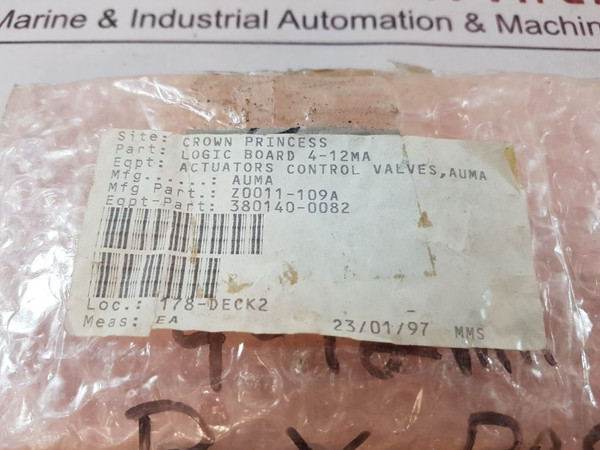 Marine & Industrial Automation & Machin
Site: CROWN PRINCESS
Part: LOGIC BOARD 4-12MA
Eqpt: ACTUATORS CONTROL VALVES,AUMA
Mfg.....: AUMA
Mfg Part.: Z0011-109A
Eqpt-Part: 380140-0082
Loc.: 178-DECK2
Meas: EA 23/01/97 MMS